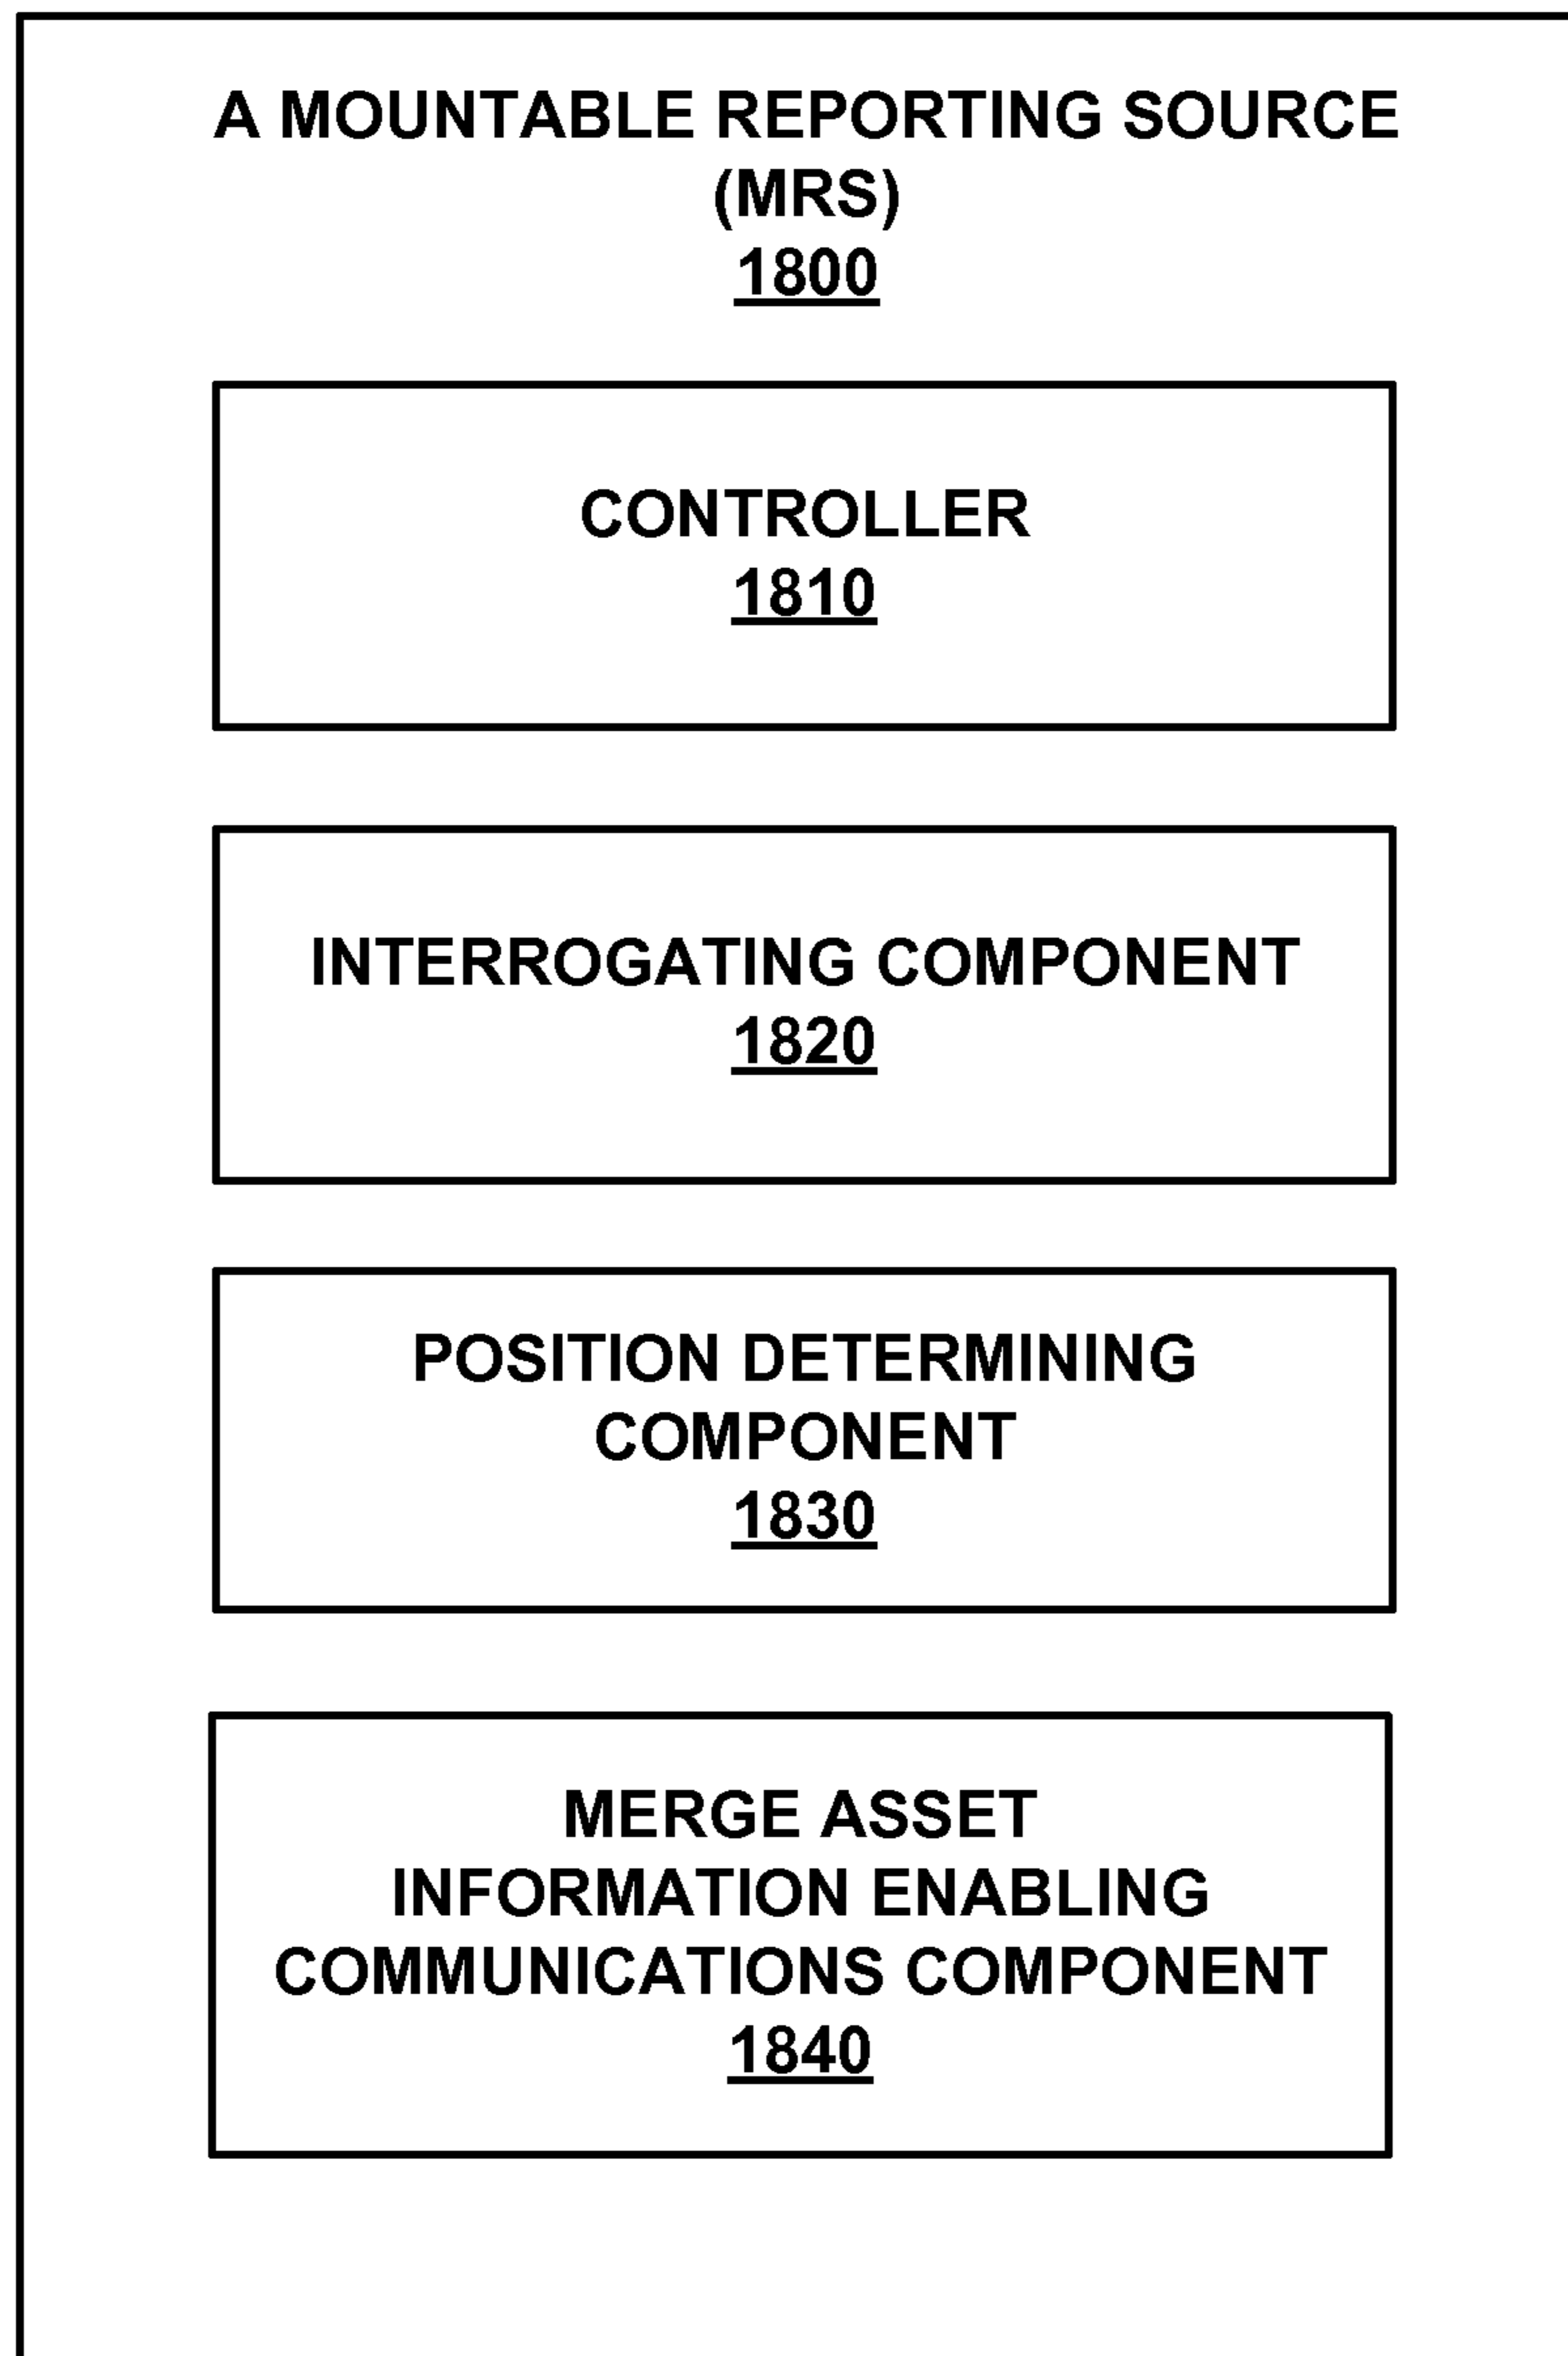 A MOUNTABLE REPORTING SOURCE
(MRS)
1800
CONTROLLER
1810
INTERROGATING COMPONENT
1820
POSITION DETERMINING
COMPONENT
1830
MERGE ASSET
INFORMATION ENABLING
COMMUNICATIONS COMPONENT
1840